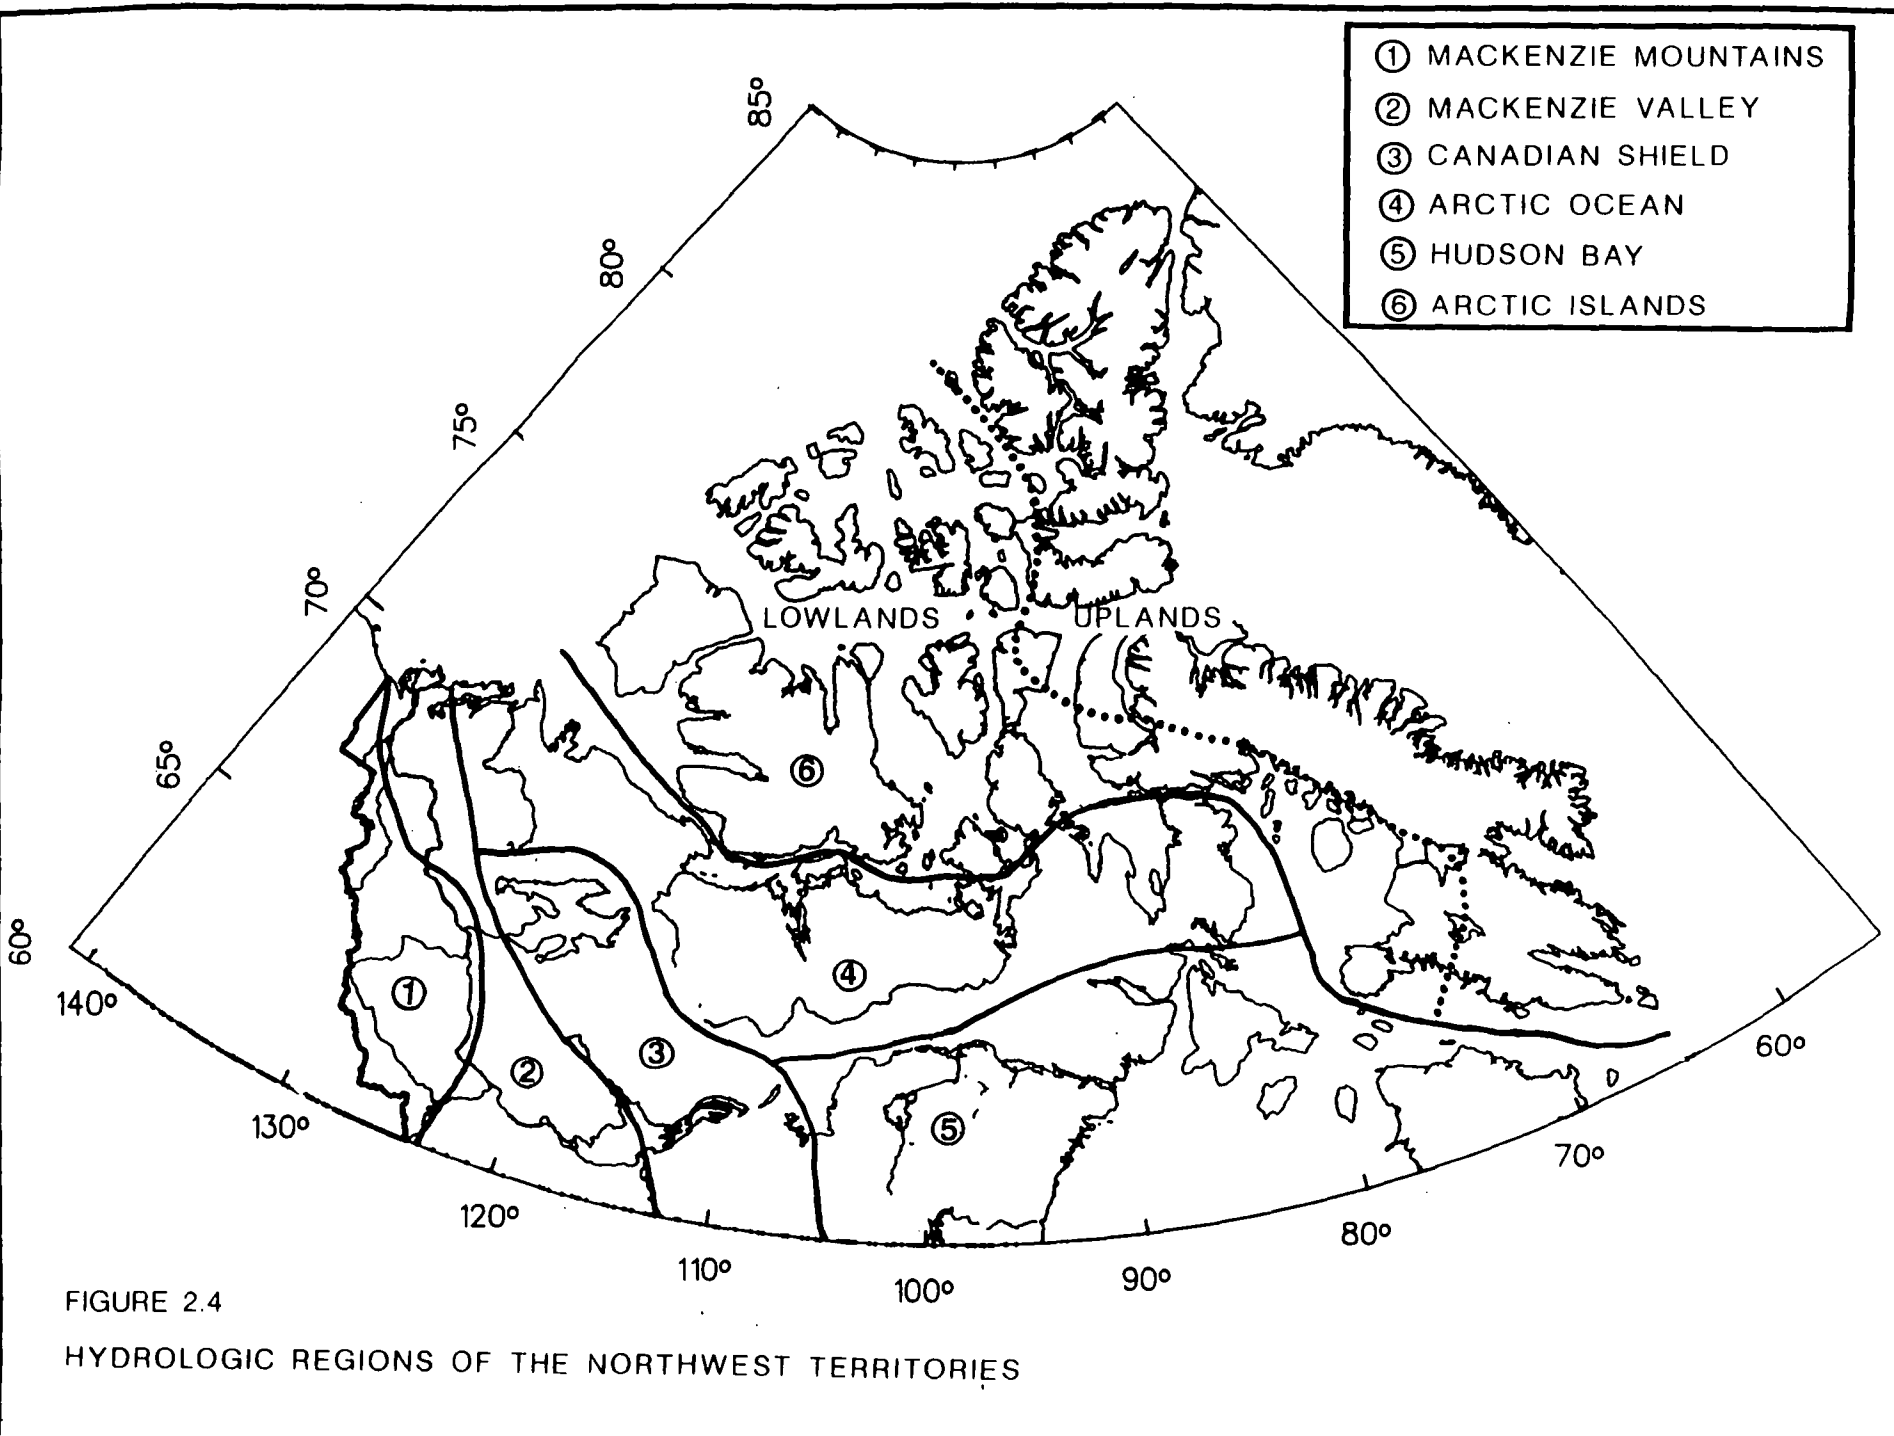 ① MACKENZIE MOUNTAINS
② MACKENZIE VALLEY
③ CANADIAN SHIELD
④ ARCTIC OCEAN
⑤ HUDSON BAY
⑥ ARCTIC ISLANDS
85°
80°
75°
70°
65°
60°
LOWLANDS
UPLANDS
⑥
④
①
③
②
⑤
140°
130°
120°
110°
100°
90°
80°
70°
60°
FIGURE 2.4
HYDROLOGIC REGIONS OF THE NORTHWEST TERRITORIES